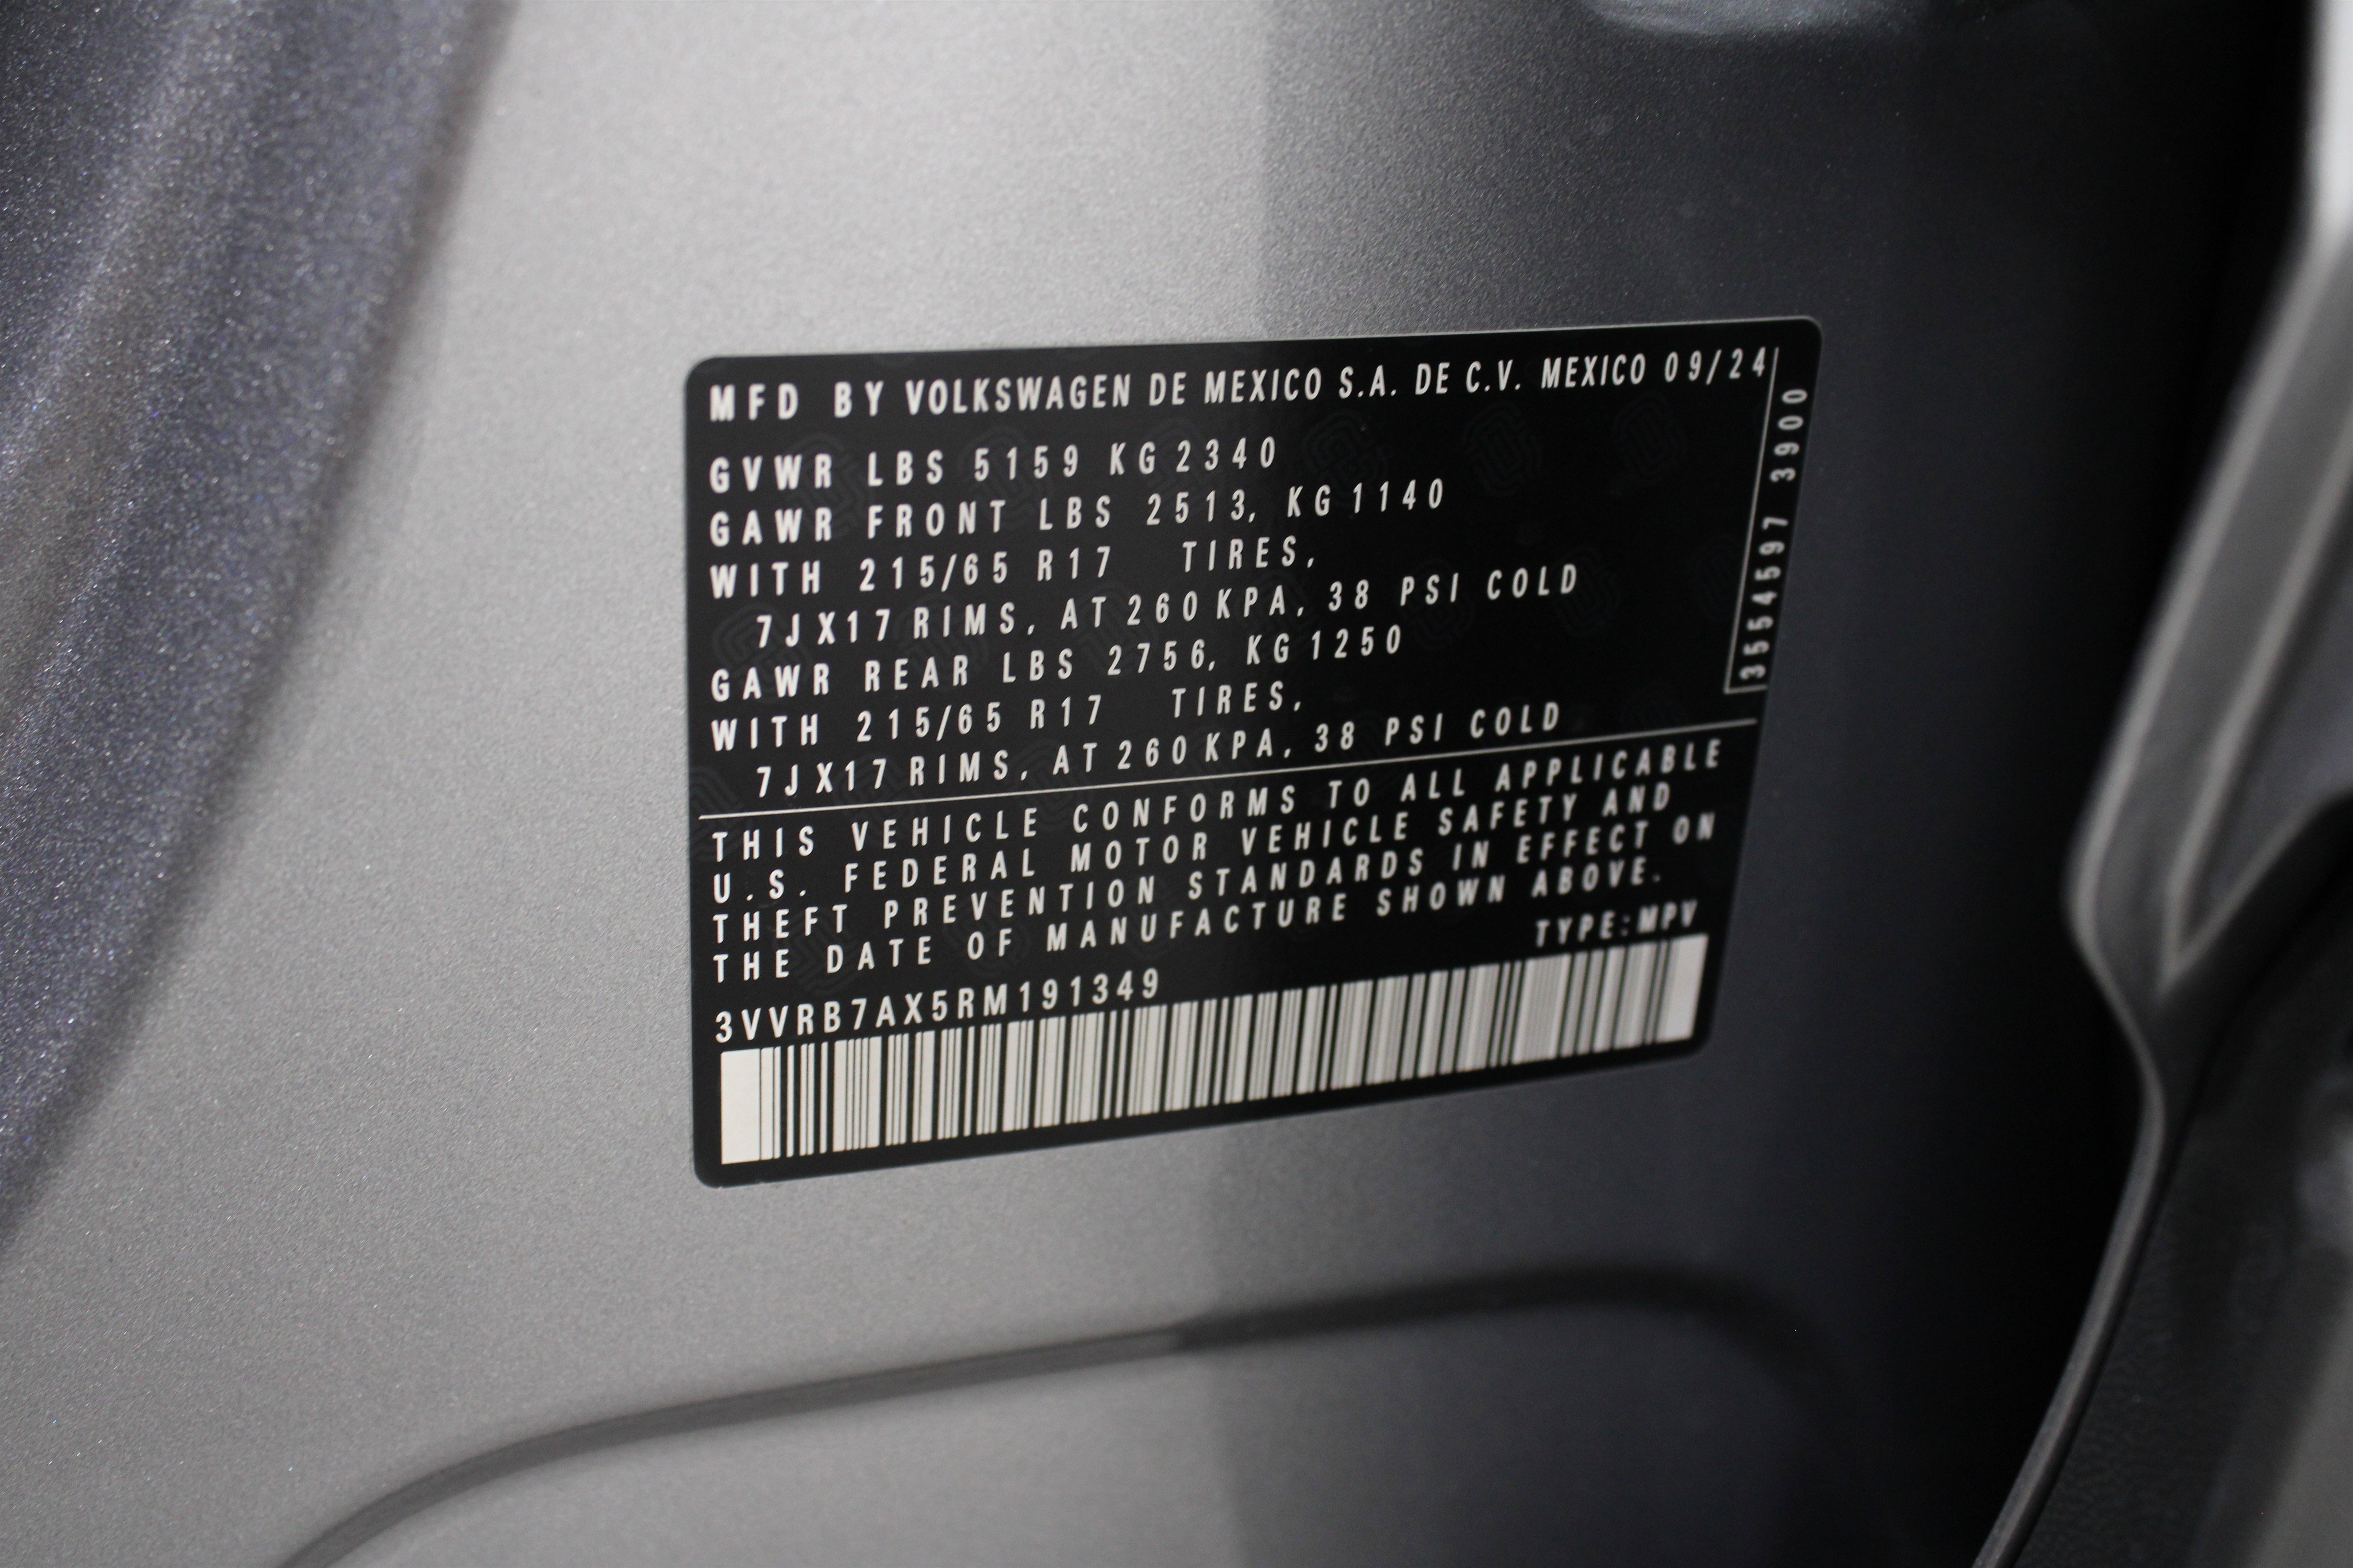 MFD BY VOLKSWAGEN DE MEXICO S.A. DE C.V. MEXICO 09/24
GVWR LBS 5159 KG 2340
GAWR FRONT LBS 2513, KG 1140
WITH 215/65 R17 TIRES,
7JX17 RIMS, AT 260 KPA, 38 PSI COLD
GAWR REAR LBS 2756, KG 1250
WITH 215/65 R17 TIRES,
7JX17 RIMS, AT 260 KPA, 38 PSI COLD
3554597 3900
THIS VEHICLE CONFORMS TO ALL APPLICABLE
U.S. FEDERAL MOTOR VEHICLE SAFETY AND
THEFT PREVENTION STANDARDS IN EFFECT ON
THE DATE OF MANUFACTURE SHOWN ABOVE.
TYPE:MPV
3VVRB7AX5RM191349